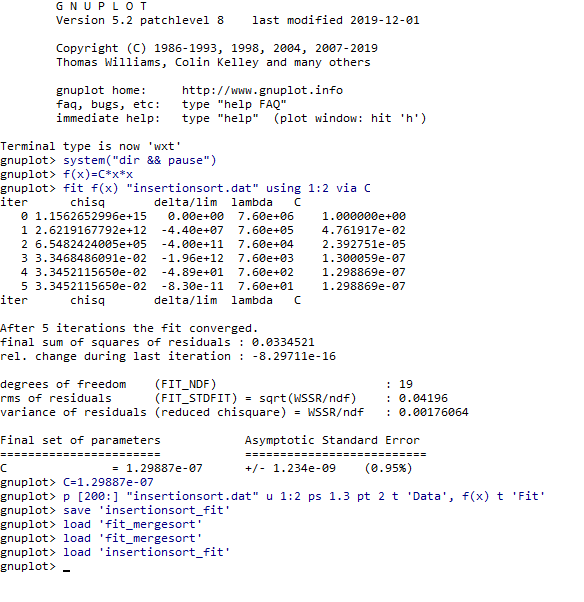 G N U P L O T
Version 5.2 patchlevel 8    last modified 2019-12-01
Copyright (C) 1986-1993, 1998, 2004, 2007-2019
Thomas Williams, Colin Kelley and many others
gnuplot home:     http://www.gnuplot.info
faq, bugs, etc:   type "help FAQ"
immediate help:   type "help"  (plot window: hit 'h')
Terminal type is now 'wxt'
gnuplot> system("dir && pause")
gnuplot> f(x)=C*x*x
gnuplot> fit f(x) "insertionsort.dat" using 1:2 via C
iter      chisq       delta/lim  lambda   C
0 1.1562652996e+15   0.00e+00  7.60e+06    1.000000e+00
1 2.6219167792e+12  -4.40e+07  7.60e+05    4.761917e-02
2 6.5482424005e+05  -4.00e+11  7.60e+04    2.392751e-05
3 3.3468486091e-02  -1.96e+12  7.60e+03    1.300059e-07
4 3.3452115650e-02  -4.89e+01  7.60e+02    1.298869e-07
5 3.3452115650e-02  -8.30e-11  7.60e+01    1.298869e-07
iter      chisq       delta/lim  lambda   C
After 5 iterations the fit converged.
final sum of squares of residuals : 0.0334521
rel. change during last iteration : -8.29711e-16
degrees of freedom    (FIT_NDF)                        : 19
rms of residuals      (FIT_STDFIT) = sqrt(WSSR/ndf)    : 0.04196
variance of residuals (reduced chisquare) = WSSR/ndf   : 0.00176064
Final set of parameters            Asymptotic Standard Error
=======================            ==========================
C               = 1.29887e-07      +/- 1.234e-09    (0.95%)
gnuplot> C=1.29887e-07
gnuplot> p [200:] "insertionsort.dat" u 1:2 ps 1.3 pt 2 t 'Data', f(x) t 'Fit'
gnuplot> save 'insertionsort_fit'
gnuplot> load 'fit_mergesort'
gnuplot> load 'fit_mergesort'
gnuplot> load 'insertionsort_fit'
gnuplot> _